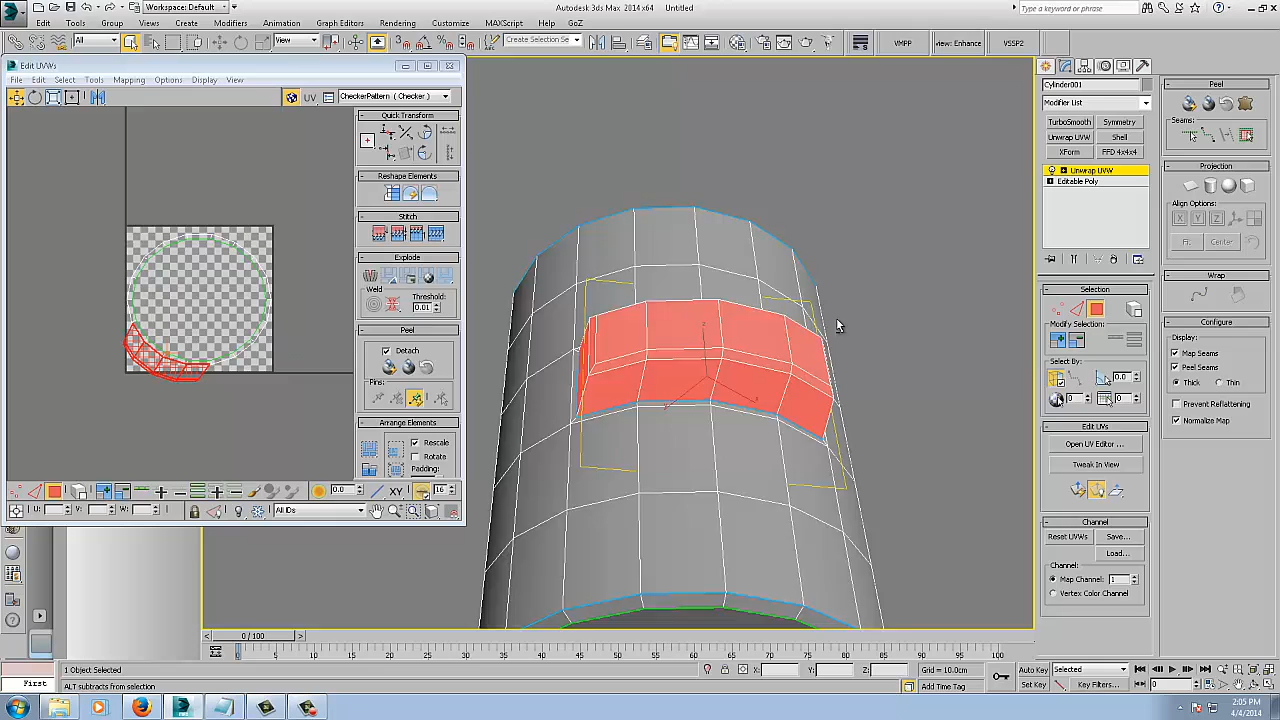 Workspace: Default
Autodesk 3ds Max 2014 x64 Untitled
Type a keyword or phrase
Edit Tools Group Views Create Modifiers Animation Graph Editors Rendering Customize MAXScript Help GoZ
All
View
Create Selection Se
VMPP
view: Enhance
VSSP2
Edit UVWs
File Edit Select Tools Mapping Options Display View
UV
CheckerPattern ( Checker )
Quick Transform
Reshape Elements
Stitch
Explode
Weld
Threshold:
0.01
Peel
Detach
Pins:
Arrange Elements
Rescale
Rotate
Padding:
0.0
XY
16
U:
V:
W:
All IDs
z
x
Cylinder001
Modifier List
TurboSmooth
Symmetry
Unwrap UVW
Shell
XForm
FFD 4x4x4
Unwrap UVW
Editable Poly
Selection
Modify Selection:
Select By:
0.0
0
0
Edit UVs
Open UV Editor ...
Tweak In View
Channel
Reset UVWs
Save...
Load...
Channel:
Map Channel:
1
Vertex Color Channel
Peel
Seams:
Projection
Align Options:
X Y Z
Fit
Center
Wrap
Configure
Display:
Map Seams
Peel Seams
Thick
Thin
Prevent Reflattening
Normalize Map
0 / 100
0 5 10 15 20 25 30 35 40 45 50 55 60 65 70 75 80 85 90 95 100
1 Object Selected
X:
Y:
Z:
Grid = 10.0cm
Auto Key
Selected
First
ALT subtracts from selection
Add Time Tag
Set Key
Key Filters...
0
2:05 PM
4/4/2014